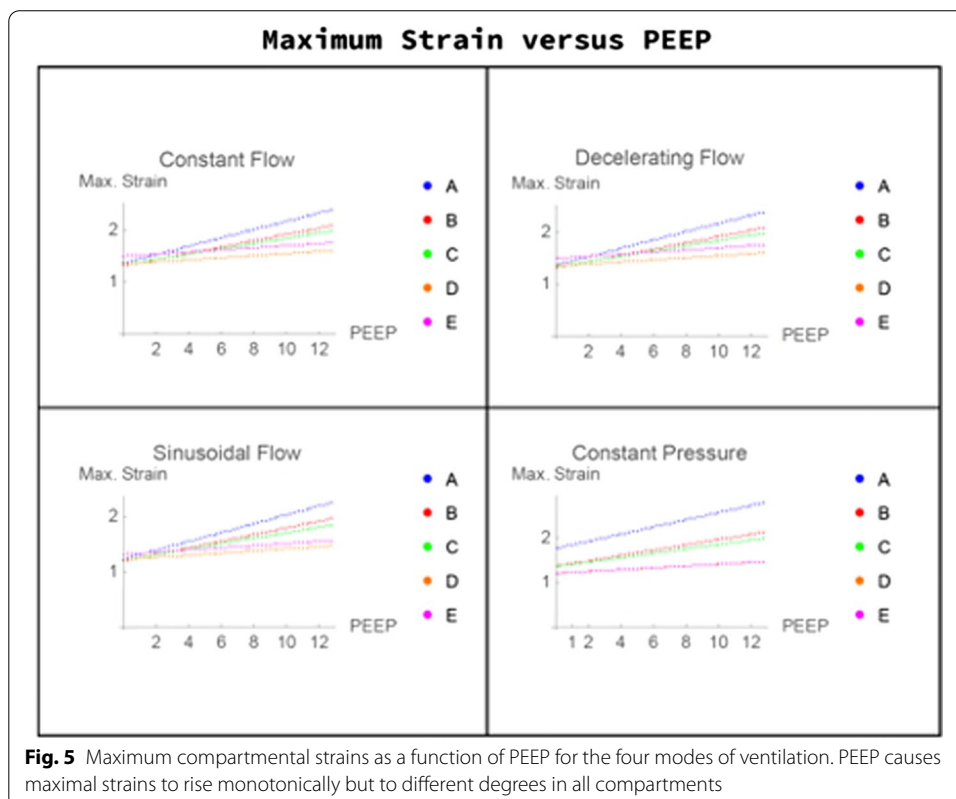 Maximum Strain versus PEEP
Constant Flow
Max. Strain
2
1
2 4 6 8 10 12
PEEP
A
B
C
D
E
Decelerating Flow
Max. Strain
2
1
2 4 6 8 10 12
PEEP
A
B
C
D
E
Sinusoidal Flow
Max. Strain
2
1
2 4 6 8 10 12
PEEP
A
B
C
D
E
Constant Pressure
Max. Strain
2
1
1 2 4 6 8 10 12
PEEP
A
B
C
D
E
Fig. 5 Maximum compartmental strains as a function of PEEP for the four modes of ventilation. PEEP causes
maximal strains to rise monotonically but to different degrees in all compartments